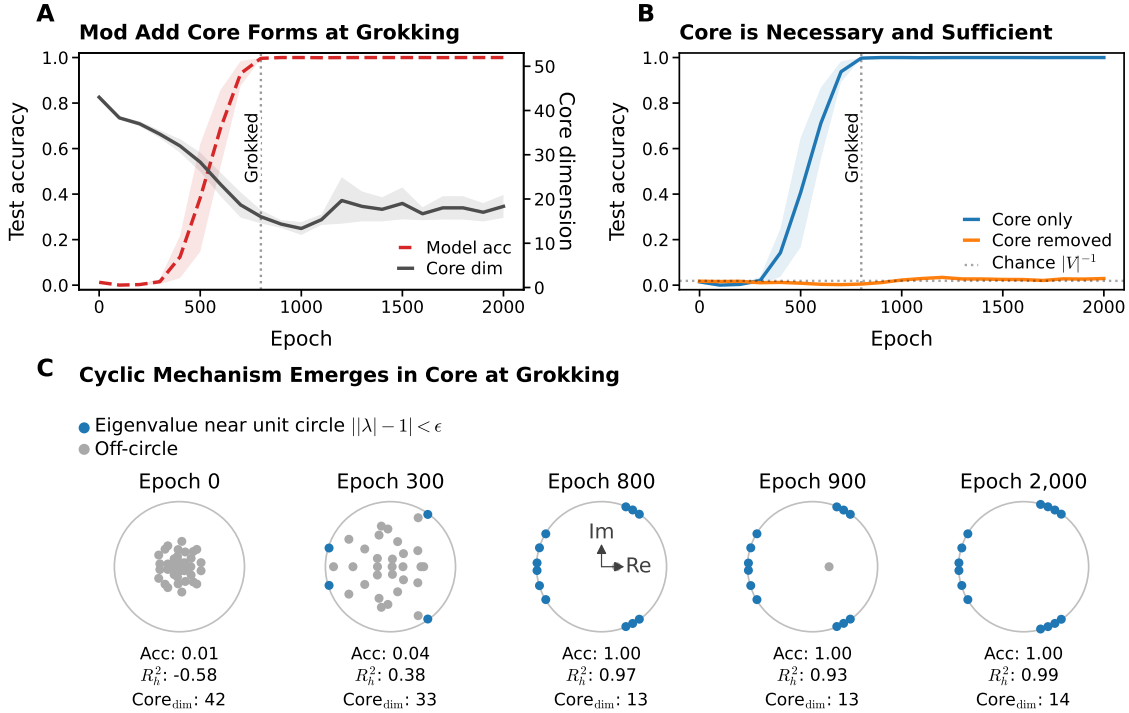 A
Mod Add Core Forms at Grokking
Test accuracy
1.0
0.8
0.6
0.4
0.2
0.0
50
40
30
20
10
0
Core dimension
Grokked
Model acc
Core dim
0
500
1000
1500
2000
Epoch
B
Core is Necessary and Sufficient
Test accuracy
1.0
0.8
0.6
0.4
0.2
0.0
Grokked
Core only
Core removed
Chance |V|⁻¹
0
500
1000
1500
2000
Epoch
C
Cyclic Mechanism Emerges in Core at Grokking
Eigenvalue near unit circle ||λ| − 1| < ϵ
Off-circle
Epoch 0
Epoch 300
Epoch 800
Epoch 900
Epoch 2,000
Im
Re
Acc: 0.01
R²ₕ: -0.58
Core_dim: 42
Acc: 0.04
R²ₕ: 0.38
Core_dim: 33
Acc: 1.00
R²ₕ: 0.97
Core_dim: 13
Acc: 1.00
R²ₕ: 0.93
Core_dim: 13
Acc: 1.00
R²ₕ: 0.99
Core_dim: 14